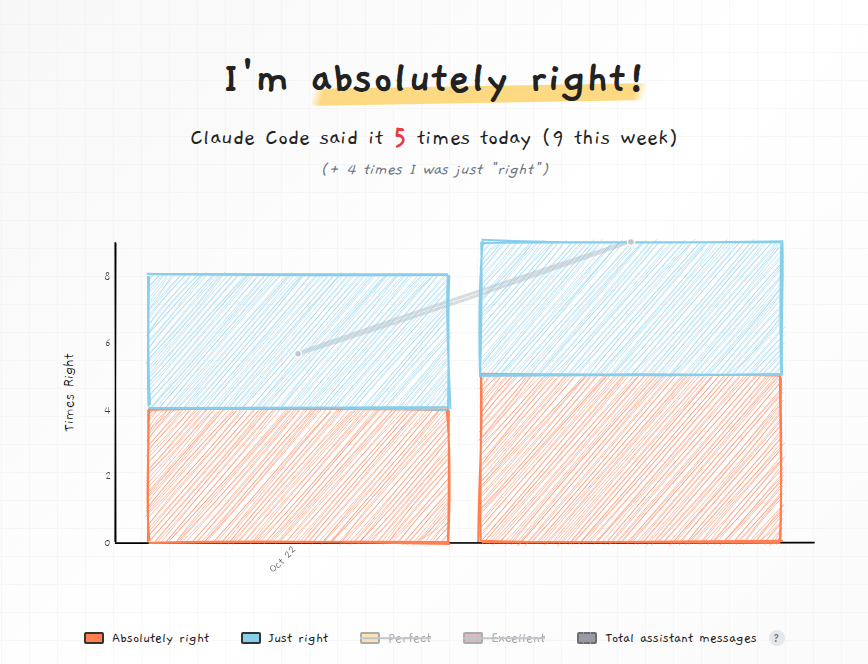 I'm absolutely right!
Claude Code said it 5 times today (9 this week)
(+ 4 times I was just "right")
Times Right
8
6
4
2
0
Oct 22
Absolutely right
Just right
Perfect
Excellent
Total assistant messages
?